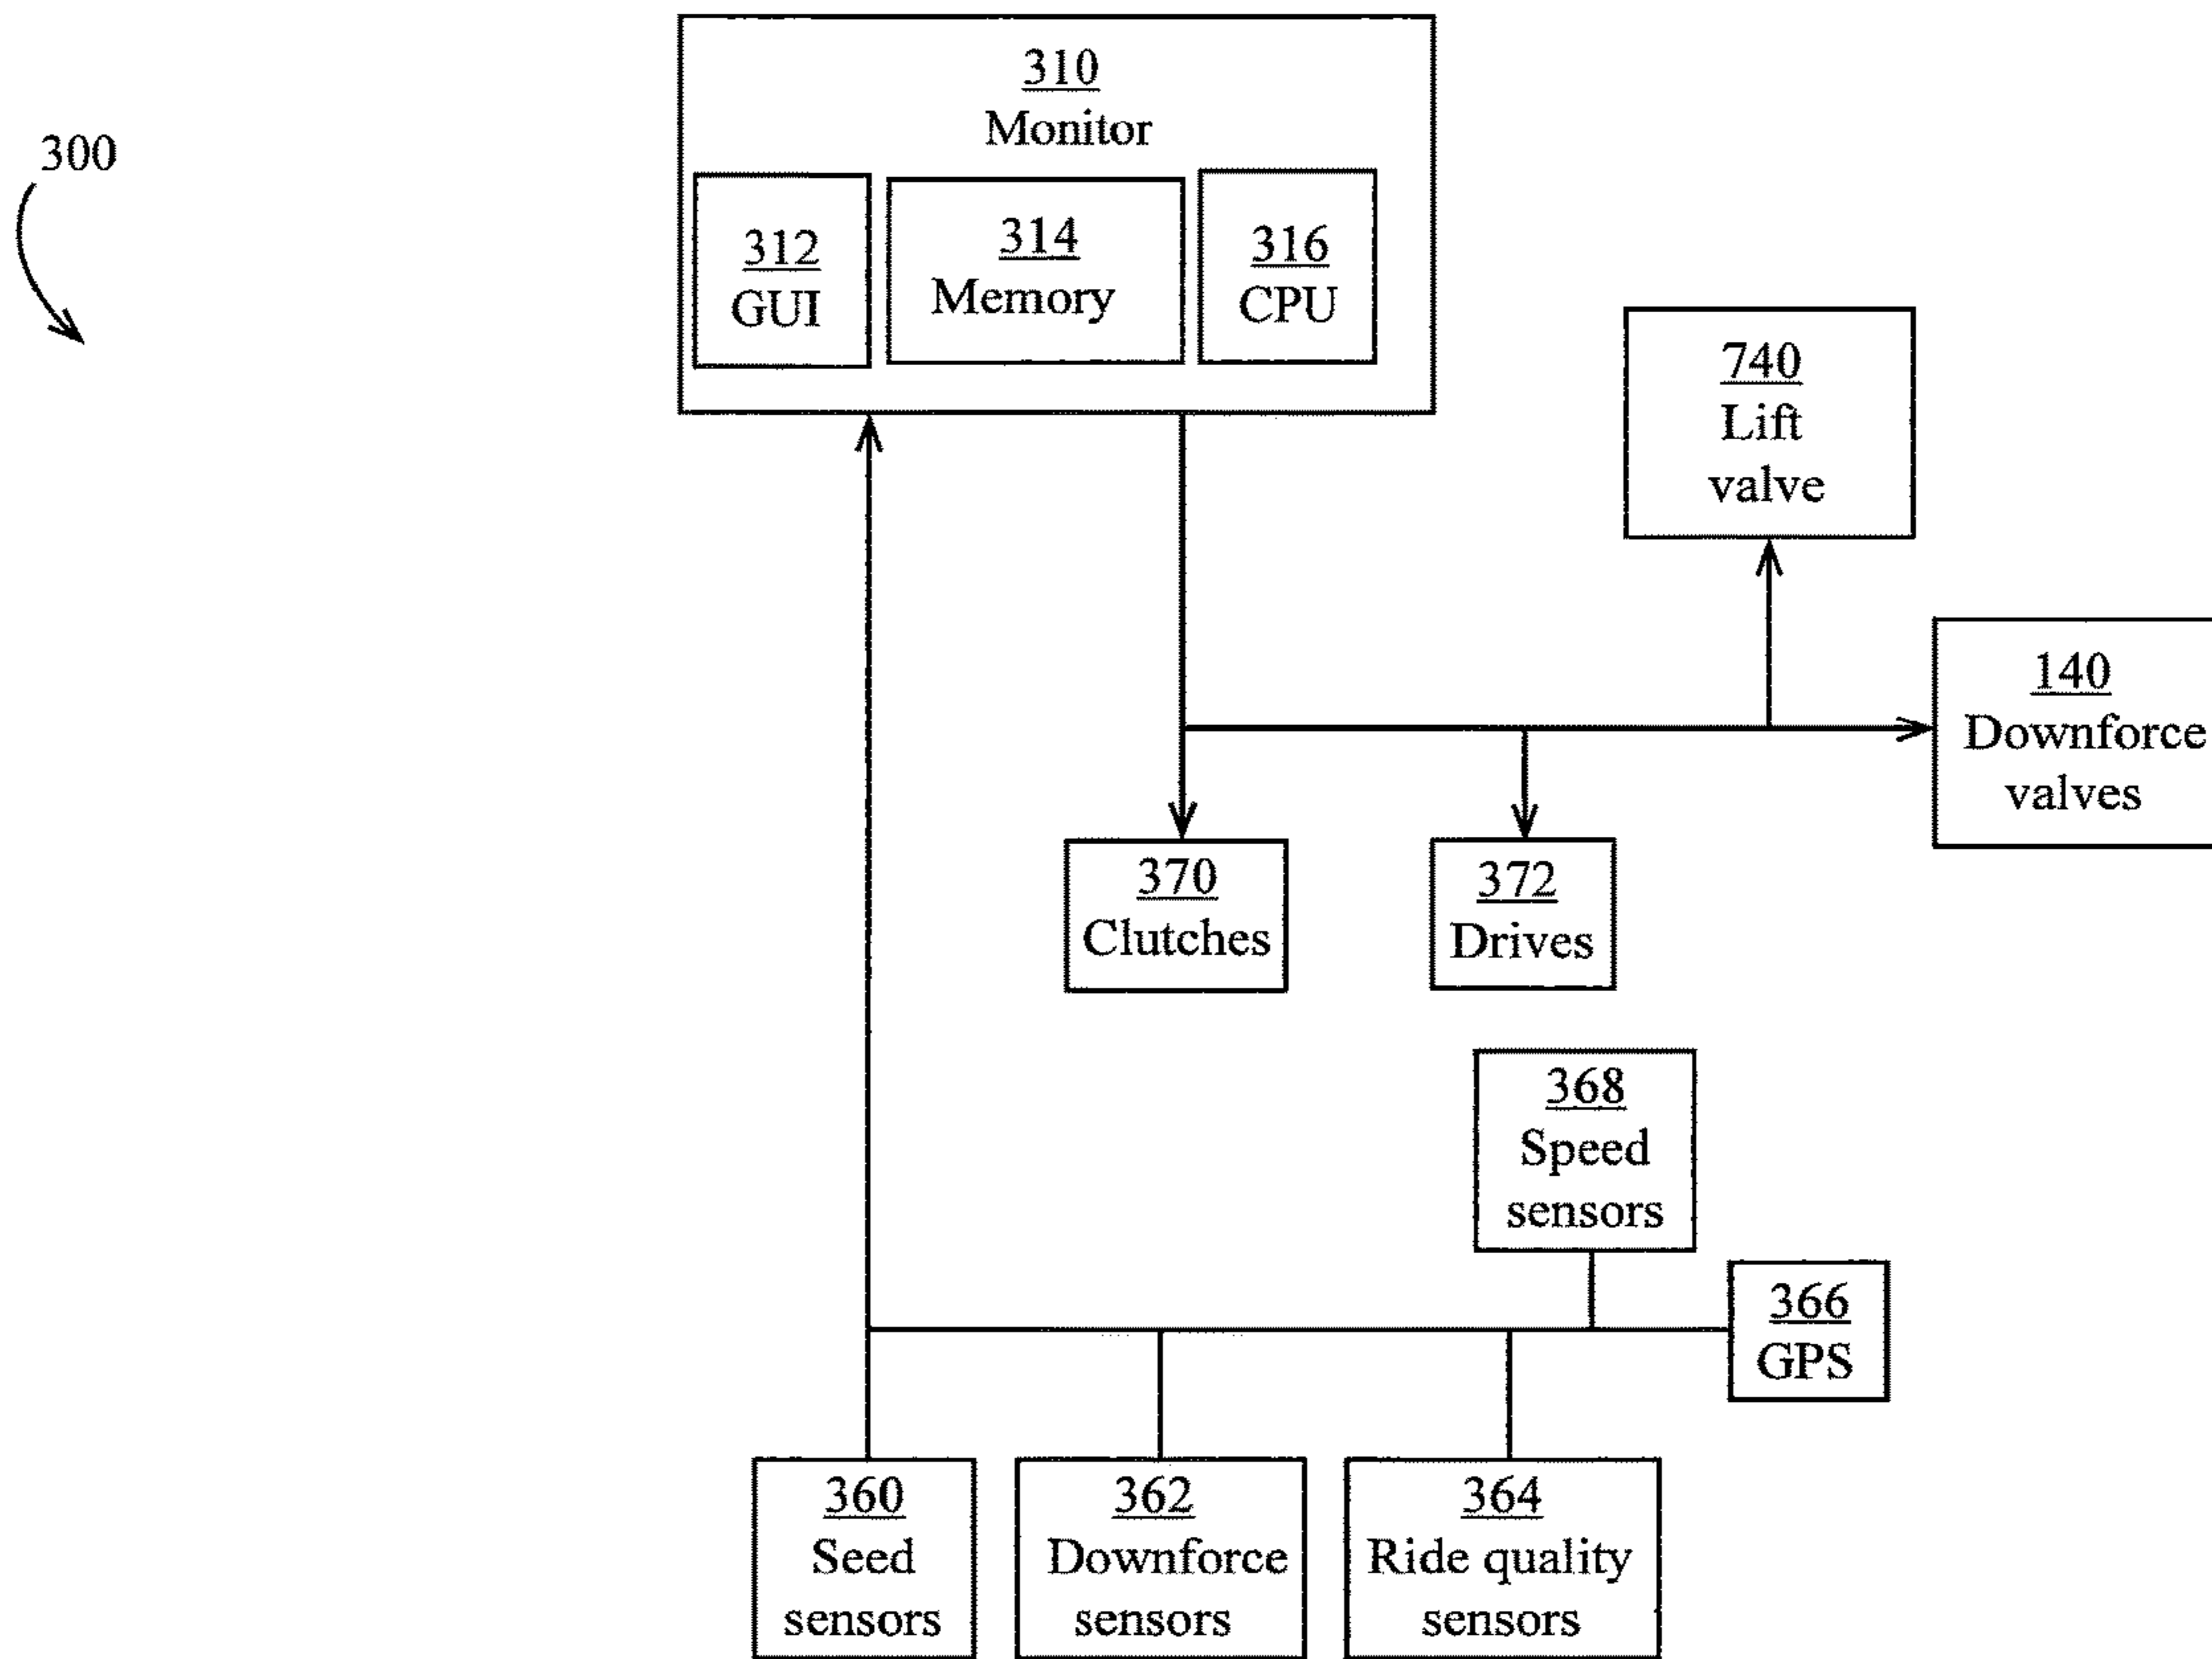 310
Monitor
300
312
GUI
314
Memory
316
CPU
740
Lift
valve
140
Downforce
valves
370
Clutches
372
Drives
368
Speed
sensors
366
GPS
360
Seed
sensors
362
Downforce
sensors
364
Ride quality
sensors